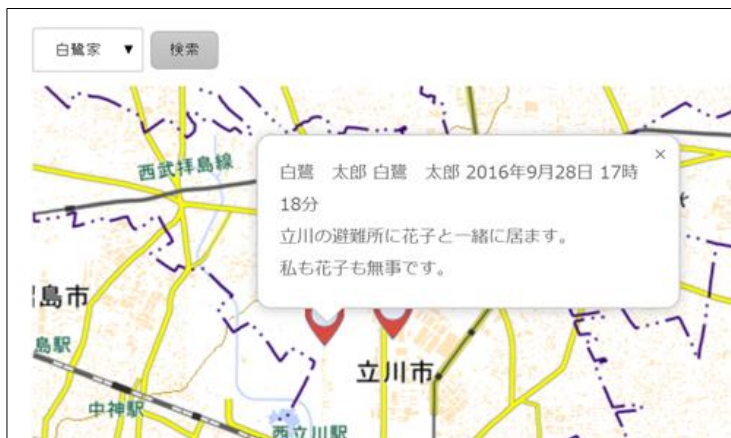 白鷺家 ▼ 検索
西武拝島線
×
白鷺　太郎 白鷺　太郎 2016年9月28日 17時
18分
立川の避難所に花子と一緒に居ます。
私も花子も無事です。
島市
島駅
立川市
中神駅
西立川駅